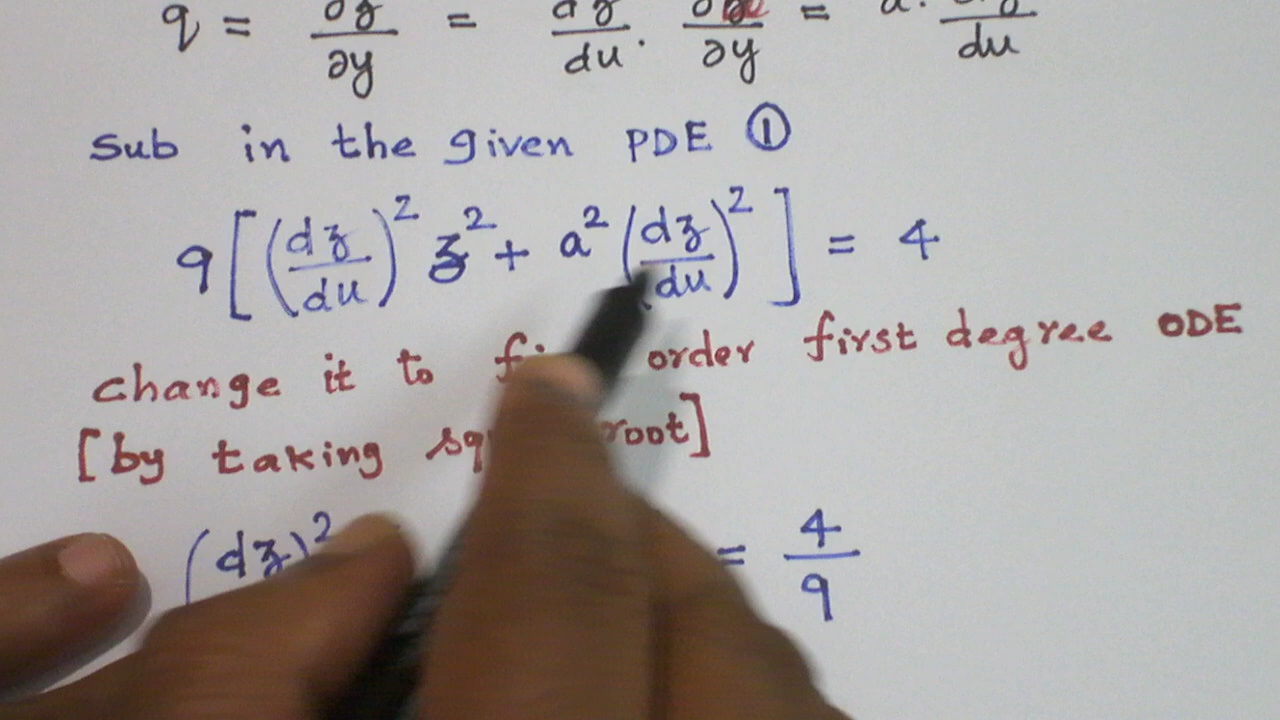 q = ∂z/∂y = dz/du . ∂u/∂y = a. dz/du
Sub in the given PDE ①
9[(dz/du)² z² + a² (dz/du)²] = 4
change it to order first degree ODE
[by taking root]
(dz)² = 4/9